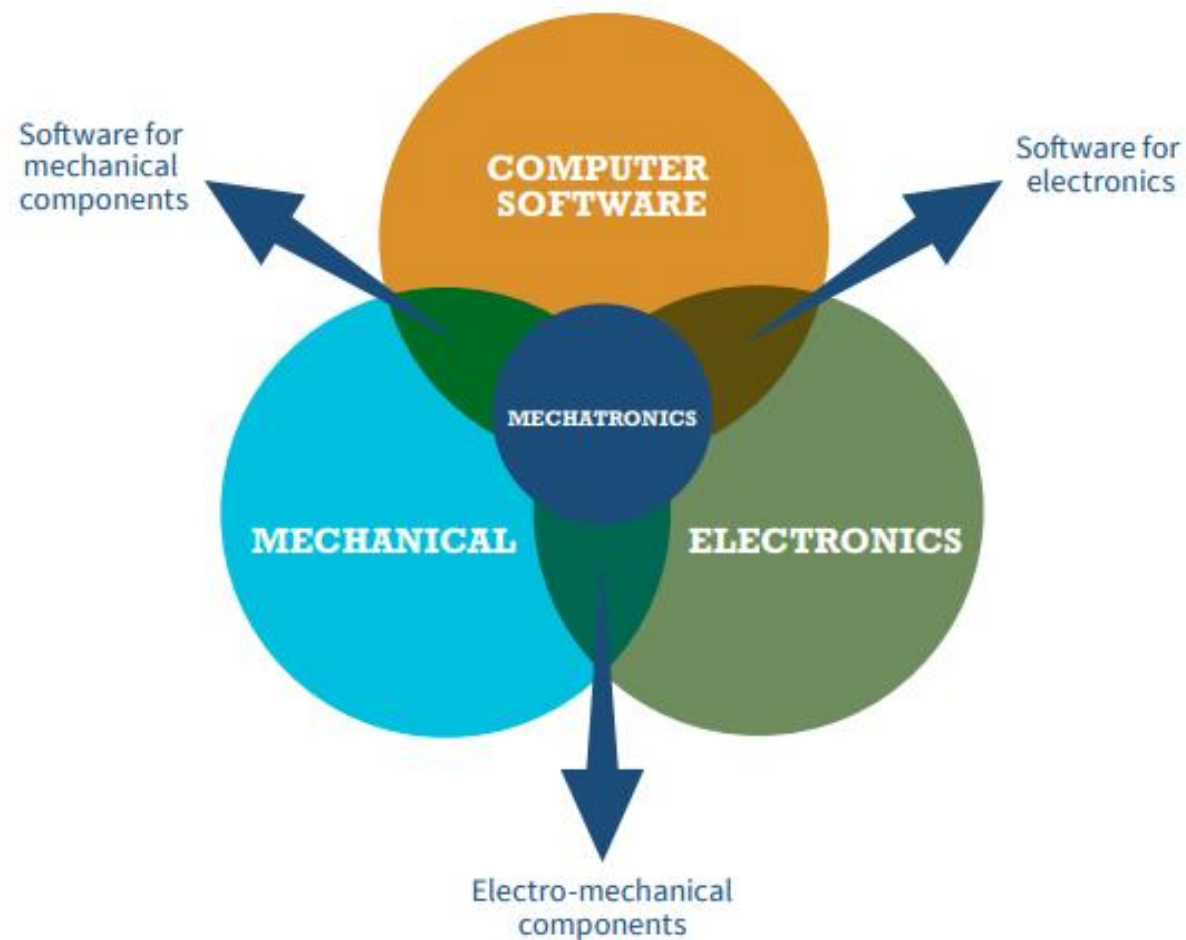 Software for
mechanical
components
COMPUTER
SOFTWARE
Software for
electronics
MECHATRONICS
MECHANICAL
ELECTRONICS
Electro-mechanical
components